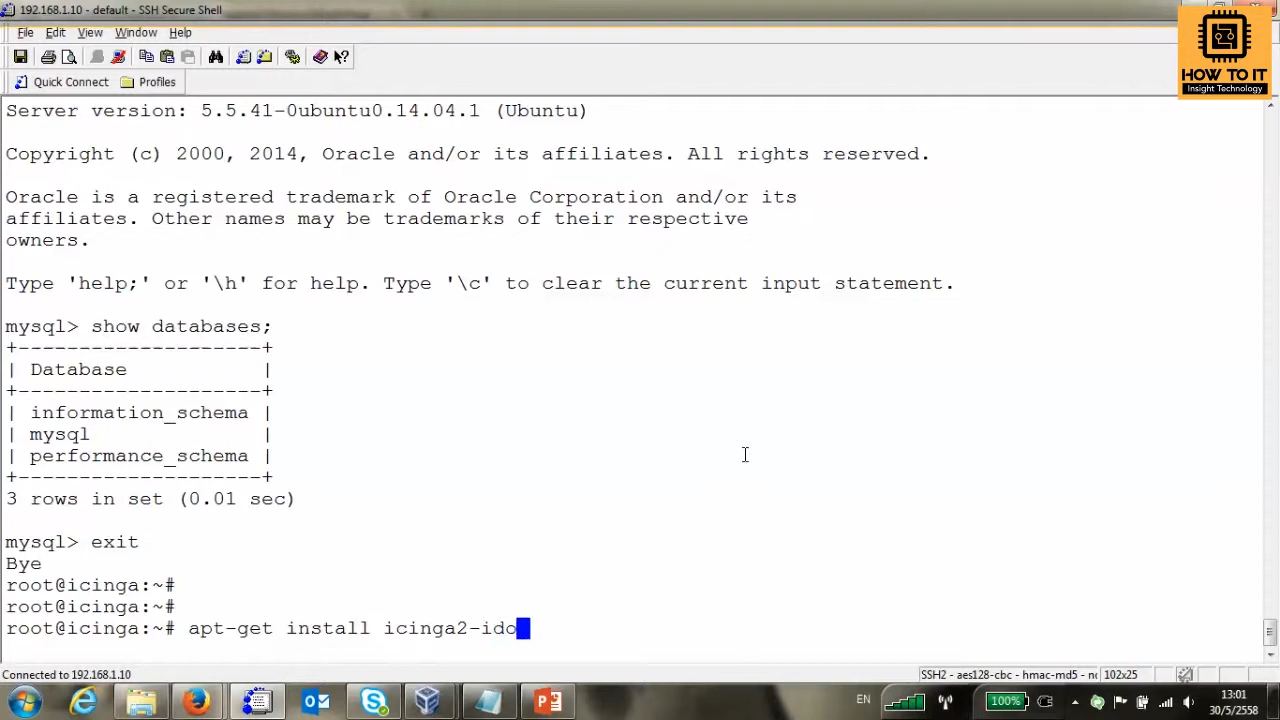 192.168.1.10 - default - SSH Secure Shell
File Edit View Window Help
Quick Connect Profiles
HOW TO IT
Insight Technology
Server version: 5.5.41-0ubuntu0.14.04.1 (Ubuntu)
Copyright (c) 2000, 2014, Oracle and/or its affiliates. All rights reserved.
Oracle is a registered trademark of Oracle Corporation and/or its
affiliates. Other names may be trademarks of their respective
owners.
Type 'help;' or '\h' for help. Type '\c' to clear the current input statement.
mysql> show databases;
+--------------------+
| Database           |
+--------------------+
| information_schema |
| mysql              |
| performance_schema |
+--------------------+
3 rows in set (0.01 sec)
mysql> exit
Bye
root@icinga:~#
root@icinga:~#
root@icinga:~# apt-get install icinga2-ido
Connected to 192.168.1.10 SSH2 - aes128-cbc - hmac-md5 - 102x25
EN 100% 13:01
30/5/2558